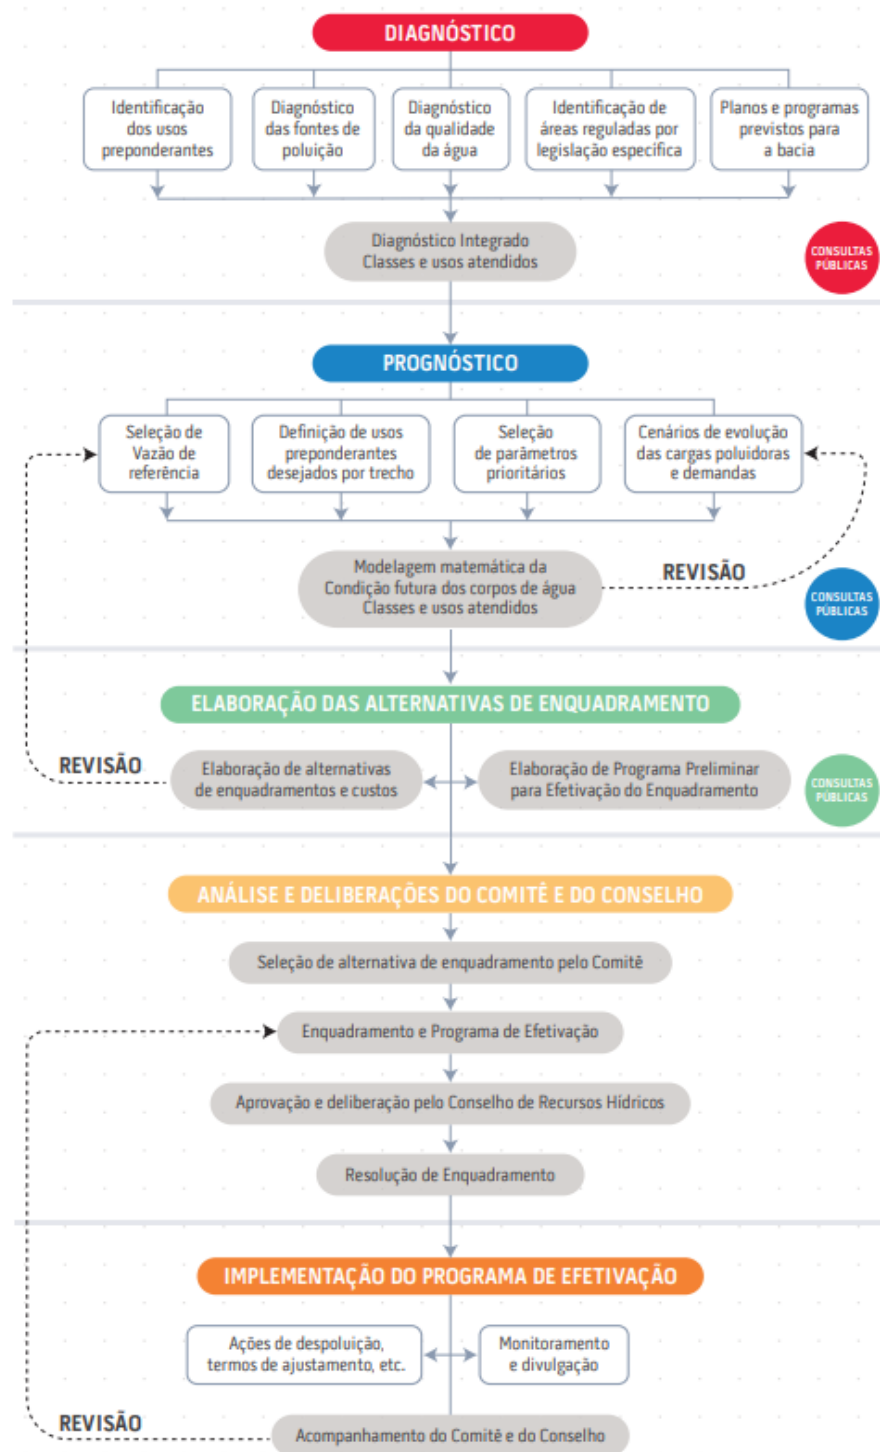 DIAGNÓSTICO
Identificação
dos usos
preponderantes
Diagnóstico
das fontes de
poluição
Diagnóstico
da qualidade
da água
Identificação de
áreas reguladas por
legislação específica
Planos e programas
previstos para
a bacia
Diagnóstico Integrado
Classes e usos atendidos
CONSULTAS
PÚBLICAS
PROGNÓSTICO
Seleção de
Vazão de
referência
Definição de usos
preponderantes
desejados por trecho
Seleção
de parâmetros
prioritários
Cenários de evolução
das cargas poluidoras
e demandas
Modelagem matemática da
Condição futura dos corpos de água
Classes e usos atendidos
REVISÃO
CONSULTAS
PÚBLICAS
ELABORAÇÃO DAS ALTERNATIVAS DE ENQUADRAMENTO
REVISÃO
Elaboração de alternativas
de enquadramentos e custos
Elaboração de Programa Preliminar
para Efetivação do Enquadramento
CONSULTAS
PÚBLICAS
ANÁLISE E DELIBERAÇÕES DO COMITÊ E DO CONSELHO
Seleção de alternativa de enquadramento pelo Comitê
Enquadramento e Programa de Efetivação
Aprovação e deliberação pelo Conselho de Recursos Hídricos
Resolução de Enquadramento
IMPLEMENTAÇÃO DO PROGRAMA DE EFETIVAÇÃO
Ações de despoluição,
termos de ajustamento, etc.
Monitoramento
e divulgação
REVISÃO
Acompanhamento do Comitê e do Conselho